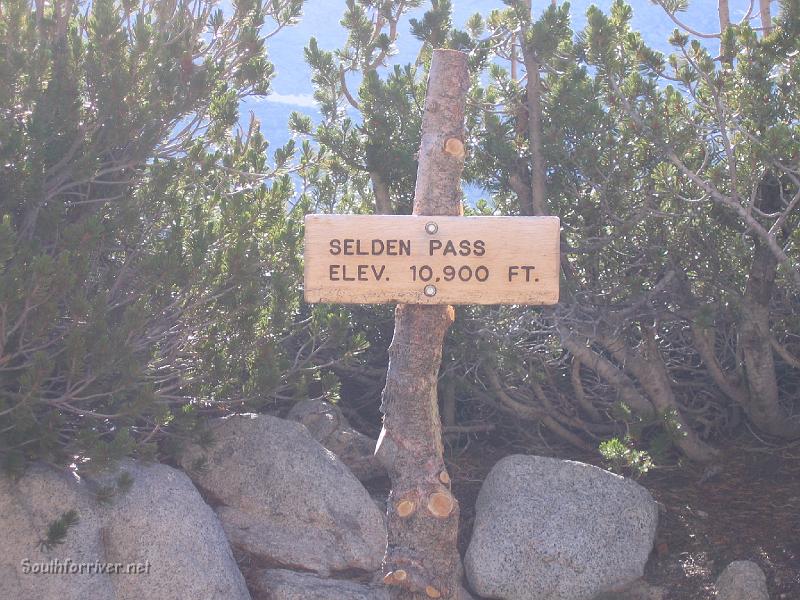 SELDEN PASS
ELEV. 10,900 FT.
Southforriver.net